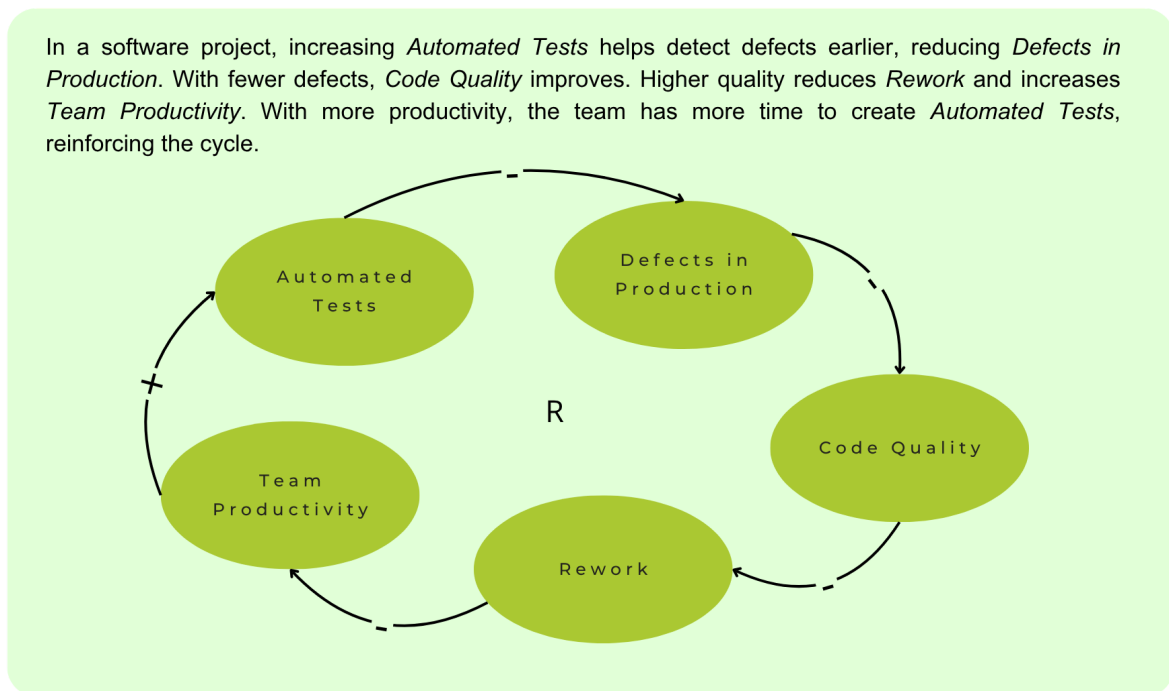 In a software project, increasing Automated Tests helps detect defects earlier, reducing Defects in
Production. With fewer defects, Code Quality improves. Higher quality reduces Rework and increases
Team Productivity. With more productivity, the team has more time to create Automated Tests,
reinforcing the cycle.
-
Automated
Tests
Defects in
Production
-
+
R
Code Quality
Team
Productivity
Rework
-
-